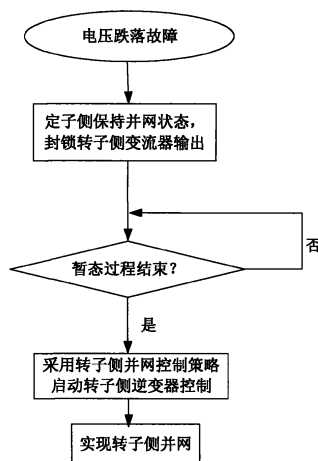 电压跌落故障
定子侧保持并网状态，
封锁转子侧变流器输出
否
暂态过程结束？
是
采用转子侧并网控制策略
启动转子侧逆变器控制
实现转子侧并网